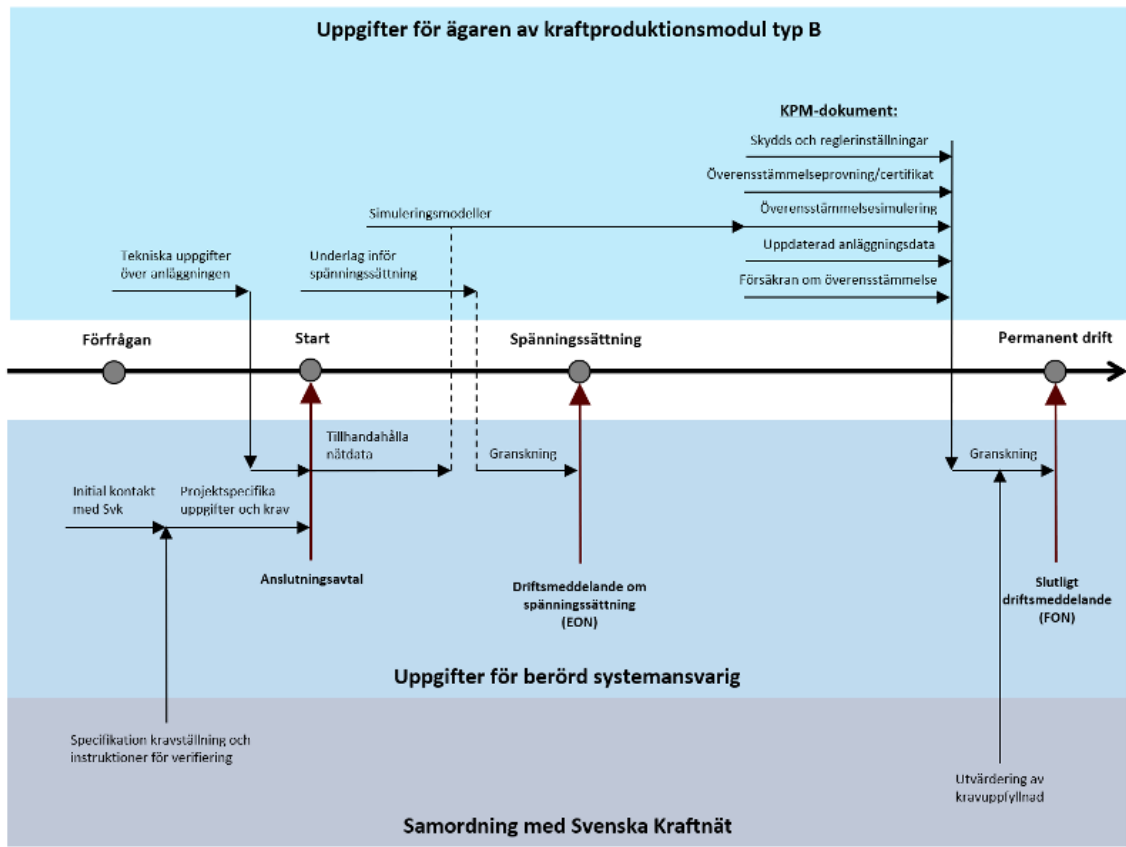 Uppgifter för ägaren av kraftproduktionsmodul typ B
KPM-dokument:
Skydds och reglerinställningar
Överensstämmelseprovning/certifikat
Simuleringsmodeller
Överensstämmelsesimulering
Tekniska uppgifter
över anläggningen
Underlag inför
spänningssättning
Uppdaterad anläggningsdata
Försäkran om överensstämmelse
Förfrågan
Start
Spänningssättning
Permanent drift
Tillhandahålla
nätdata
Granskning
Granskning
Initial kontakt
med Svk
Projektspecifika
uppgifter och krav
Anslutningsavtal
Driftsmeddelande om
spänningssättning
(EON)
Slutligt
driftsmeddelande
(FON)
Uppgifter för berörd systemansvarig
Specifikation kravställning och
instruktioner för verifiering
Utvärdering av
kravuppfyllnad
Samordning med Svenska Kraftnät